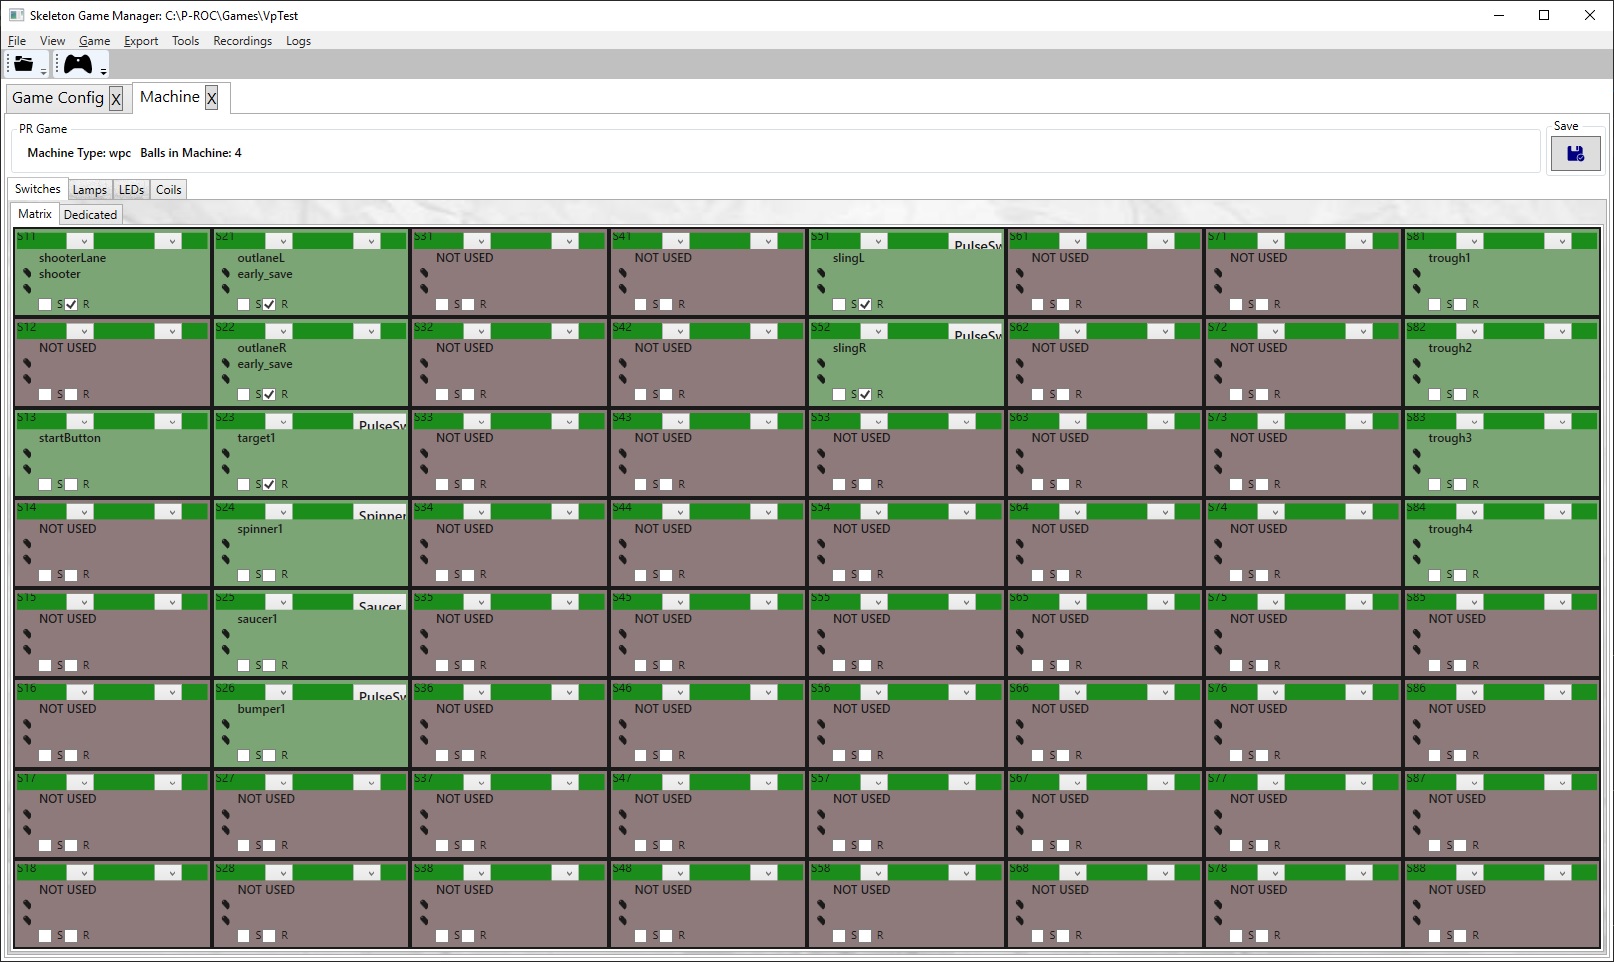 Skeleton Game Manager: C:\P-ROC\Games\VpTest
File View Game Export Tools Recordings Logs
Game Config X Machine X
PR Game Save
Machine Type: wpc Balls in Machine: 4
Switches Lamps LEDs Coils
Matrix Dedicated
S11 S21 S31 S41 S51 PulseSw S61 S71 S81
shooterLane outlaneL NOT USED NOT USED slingL NOT USED NOT USED trough1
shooter early_save
S R S R S R S R S R S R S R S R
S12 S22 S32 S42 S52 PulseSw S62 S72 S82
NOT USED outlaneR NOT USED NOT USED slingR NOT USED NOT USED trough2
early_save
S R S R S R S R S R S R S R S R
S13 S23 PulseSw S33 S43 S53 S63 S73 S83
startButton target1 NOT USED NOT USED NOT USED NOT USED NOT USED trough3
S R S R S R S R S R S R S R S R
S14 S24 Spinner S34 S44 S54 S64 S74 S84
NOT USED spinner1 NOT USED NOT USED NOT USED NOT USED NOT USED trough4
S R S R S R S R S R S R S R S R
S15 S25 Saucer S35 S45 S55 S65 S75 S85
NOT USED saucer1 NOT USED NOT USED NOT USED NOT USED NOT USED NOT USED
S R S R S R S R S R S R S R S R
S16 S26 PulseSw S36 S46 S56 S66 S76 S86
NOT USED bumper1 NOT USED NOT USED NOT USED NOT USED NOT USED NOT USED
S R S R S R S R S R S R S R S R
S17 S27 S37 S47 S57 S67 S77 S87
NOT USED NOT USED NOT USED NOT USED NOT USED NOT USED NOT USED NOT USED
S R S R S R S R S R S R S R S R
S18 S28 S38 S48 S58 S68 S78 S88
NOT USED NOT USED NOT USED NOT USED NOT USED NOT USED NOT USED NOT USED
S R S R S R S R S R S R S R S R